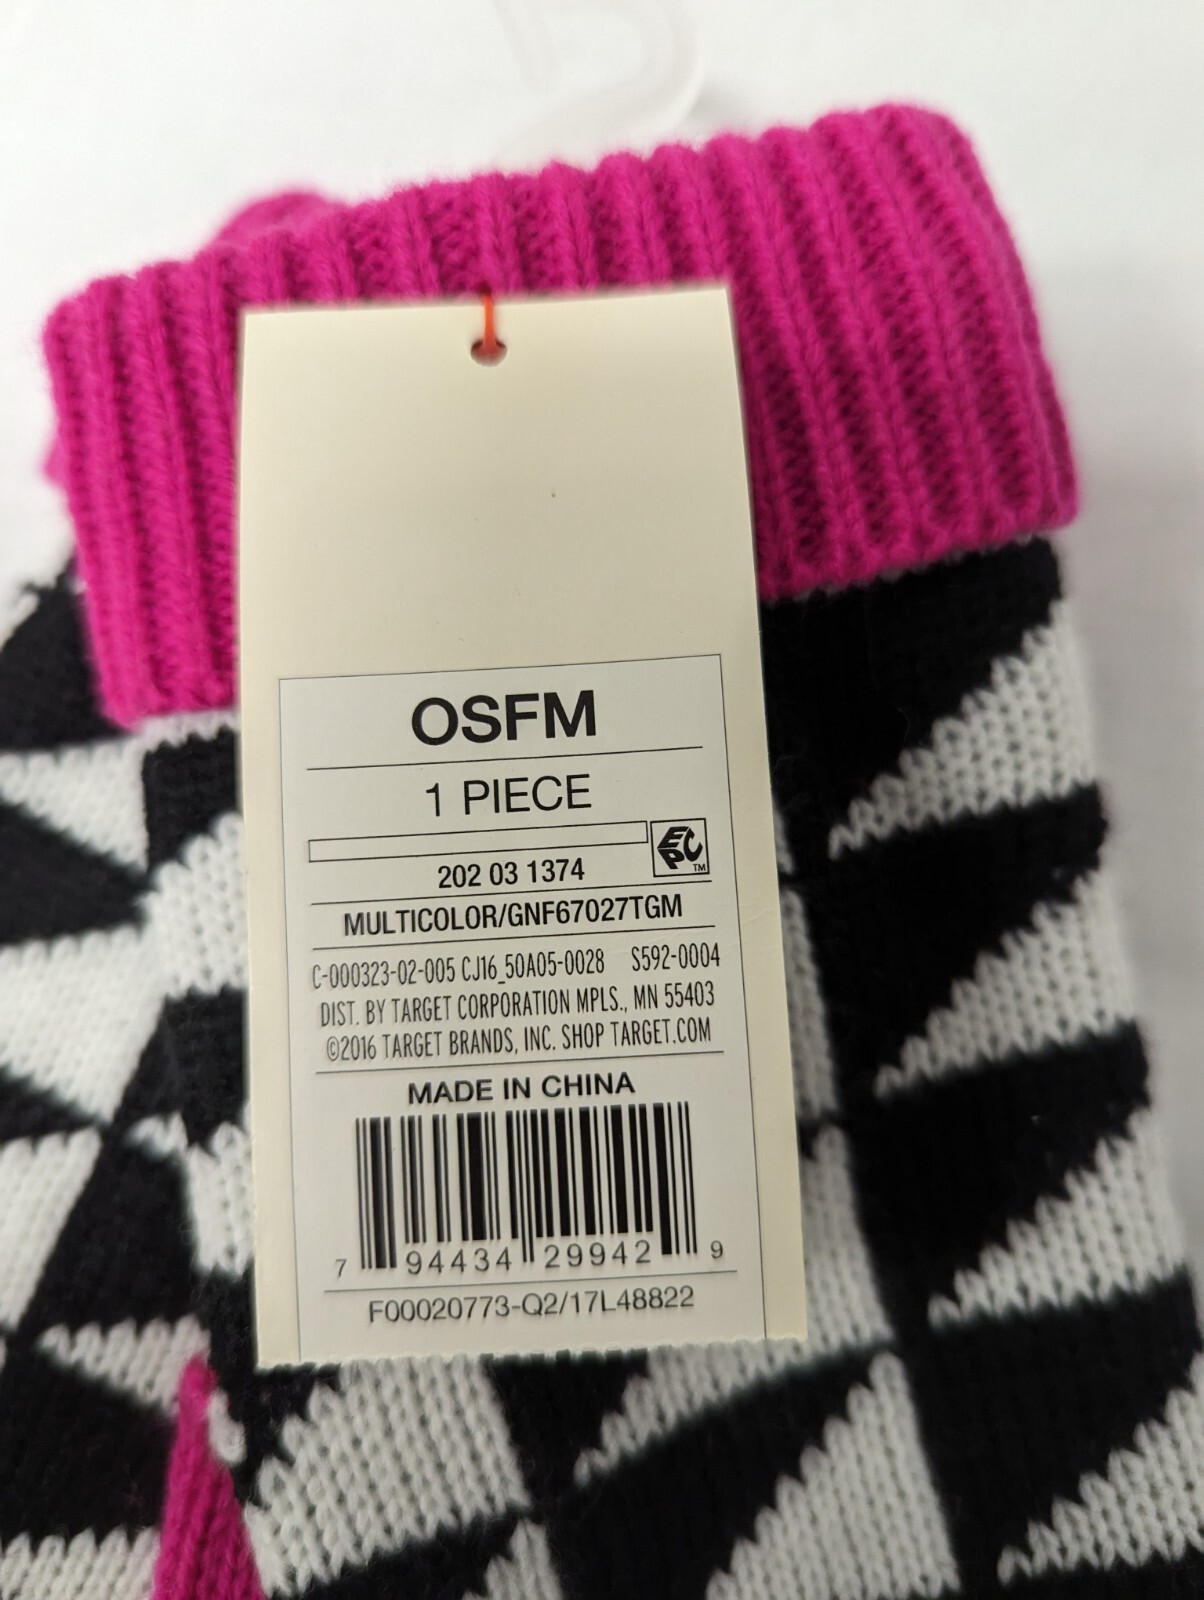 OSFM
1 PIECE
EPC TM
202 03 1374
MULTICOLOR/GNF67027TGM
C-000323-02-005 CJ16_50A05-0028 S592-0004
DIST. BY TARGET CORPORATION MPLS., MN 55403
©2016 TARGET BRANDS, INC. SHOP TARGET.COM
MADE IN CHINA
7 94434 29942 9
F00020773-Q2/17L48822